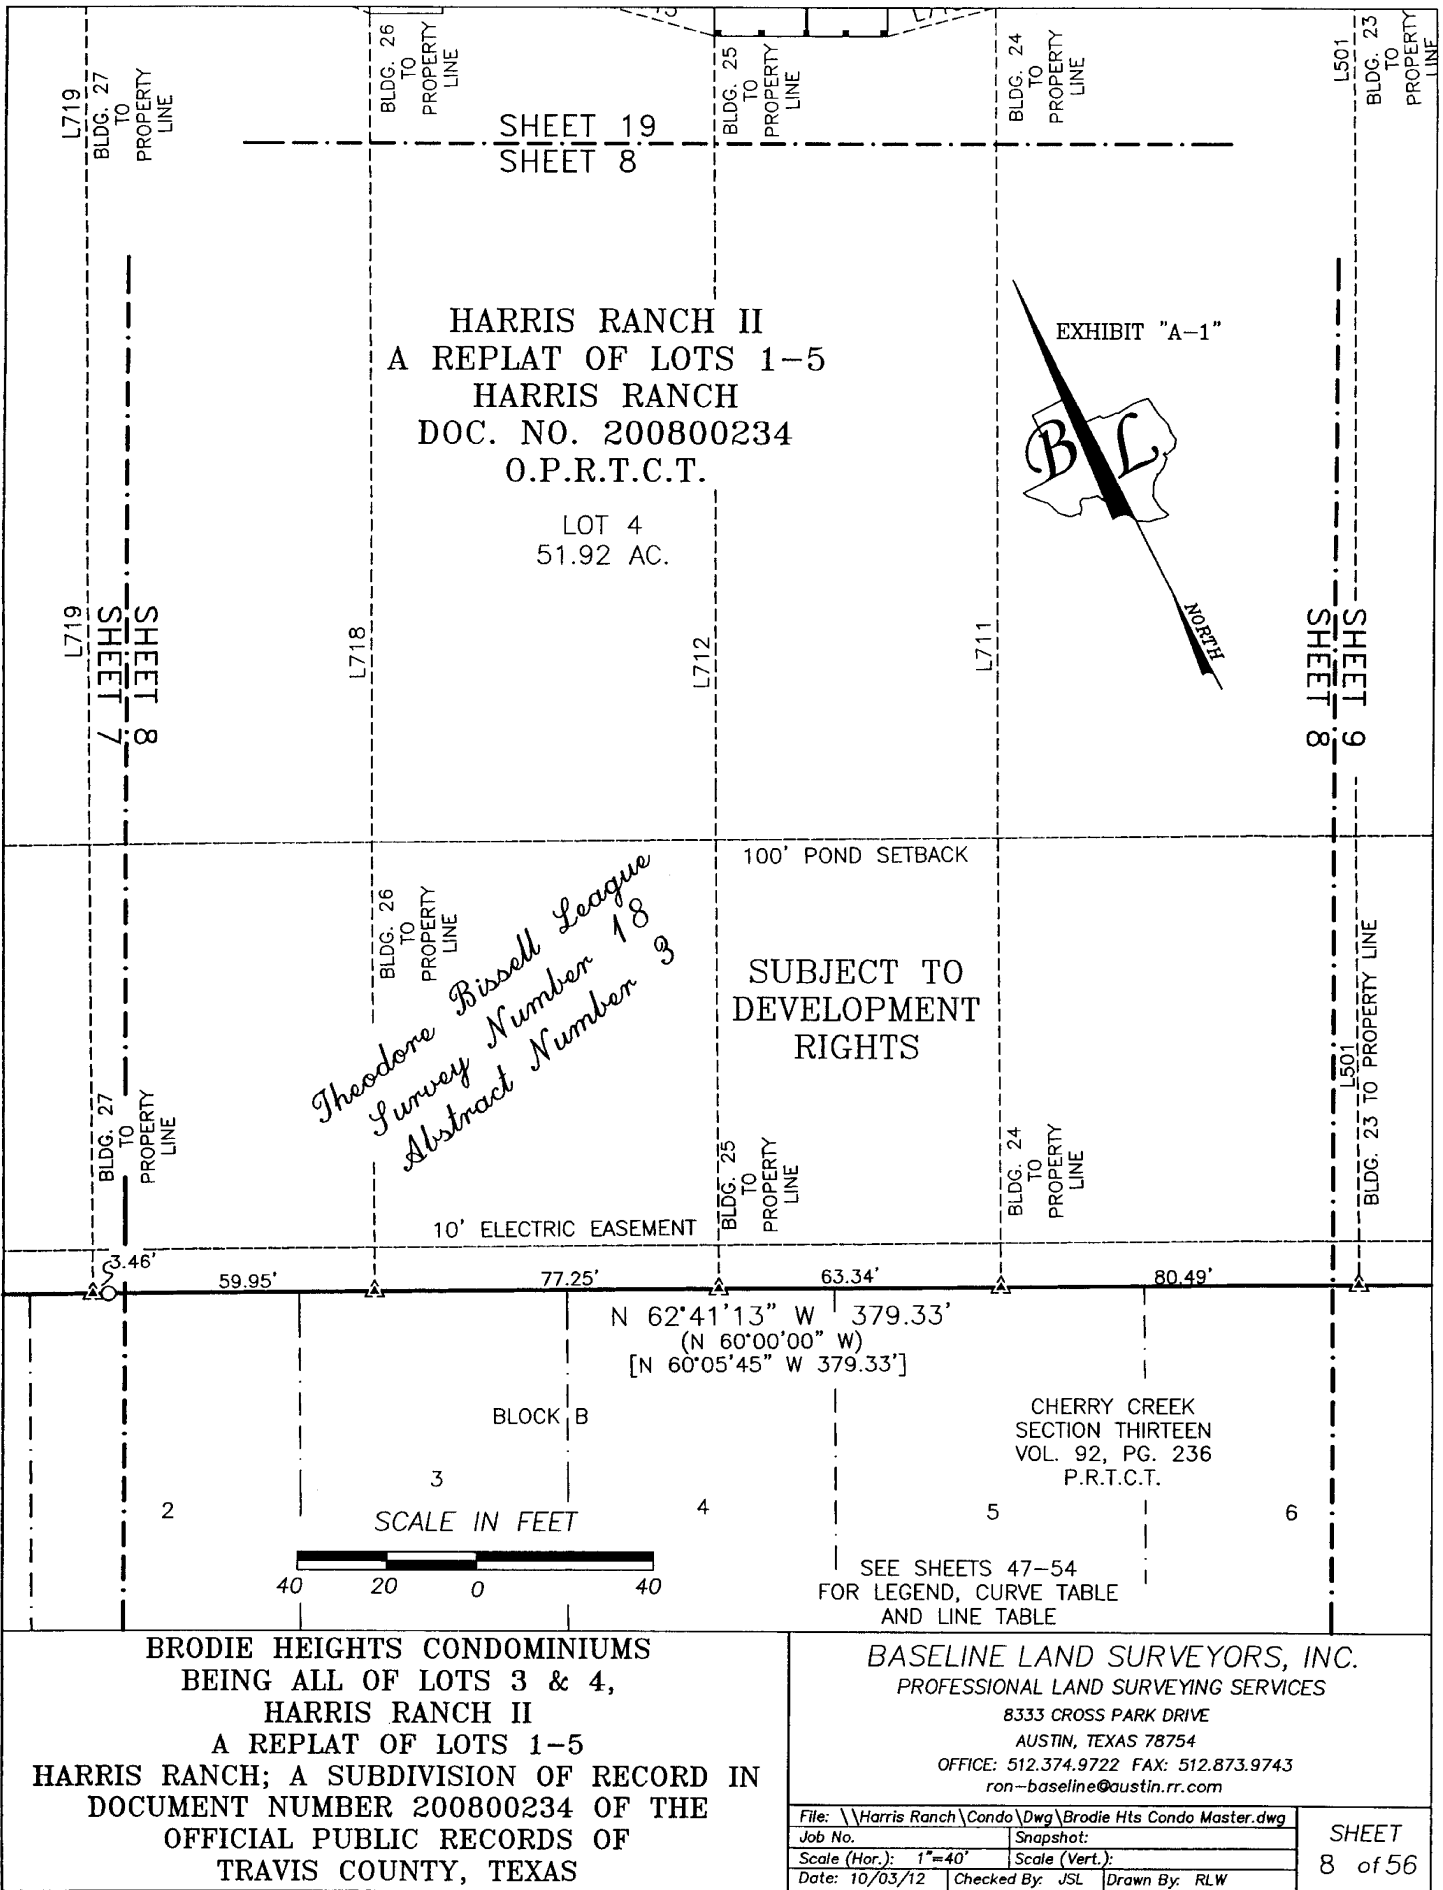 L719
BLDG. 27
TO
PROPERTY
LINE
BLDG. 26
TO
PROPERTY
LINE
BLDG. 25
TO
PROPERTY
LINE
BLDG. 24
TO
PROPERTY
LINE
L501
BLDG. 23
TO
PROPERTY
LINE
SHEET 19
SHEET 8
HARRIS RANCH II
A REPLAT OF LOTS 1-5
HARRIS RANCH
DOC. NO. 200800234
O.P.R.T.C.T.
LOT 4
51.92 AC.
EXHIBIT "A-1"
B L
NORTH
L719
SHEET 7
SHEET 8
L718
L712
L711
SHEET 8
SHEET 9
100' POND SETBACK
BLDG. 26
TO
PROPERTY
LINE
Theodore Bissell League
Survey Number 18
Abstract Number 3
SUBJECT TO
DEVELOPMENT
RIGHTS
L501
BLDG. 23 TO PROPERTY LINE
BLDG. 27
TO
PROPERTY
LINE
BLDG. 25
TO
PROPERTY
LINE
BLDG. 24
TO
PROPERTY
LINE
10' ELECTRIC EASEMENT
3.46'
59.95'
77.25'
63.34'
80.49'
N 62°41'13" W 379.33'
(N 60°00'00" W)
[N 60°05'45" W 379.33']
BLOCK B
CHERRY CREEK
SECTION THIRTEEN
VOL. 92, PG. 236
P.R.T.C.T.
2
3
4
5
6
SCALE IN FEET
40 20 0 40
SEE SHEETS 47-54
FOR LEGEND, CURVE TABLE
AND LINE TABLE
BRODIE HEIGHTS CONDOMINIUMS
BEING ALL OF LOTS 3 & 4,
HARRIS RANCH II
A REPLAT OF LOTS 1-5
HARRIS RANCH; A SUBDIVISION OF RECORD IN
DOCUMENT NUMBER 200800234 OF THE
OFFICIAL PUBLIC RECORDS OF
TRAVIS COUNTY, TEXAS
BASELINE LAND SURVEYORS, INC.
PROFESSIONAL LAND SURVEYING SERVICES
8333 CROSS PARK DRIVE
AUSTIN, TEXAS 78754
OFFICE: 512.374.9722 FAX: 512.873.9743
ron-baseline@austin.rr.com
File: \\Harris Ranch\Condo\Dwg\Brodie Hts Condo Master.dwg
Job No. Snapshot:
Scale (Hor.): 1"=40' Scale (Vert.):
Date: 10/03/12 Checked By: JSL Drawn By: RLW
SHEET
8 of 56